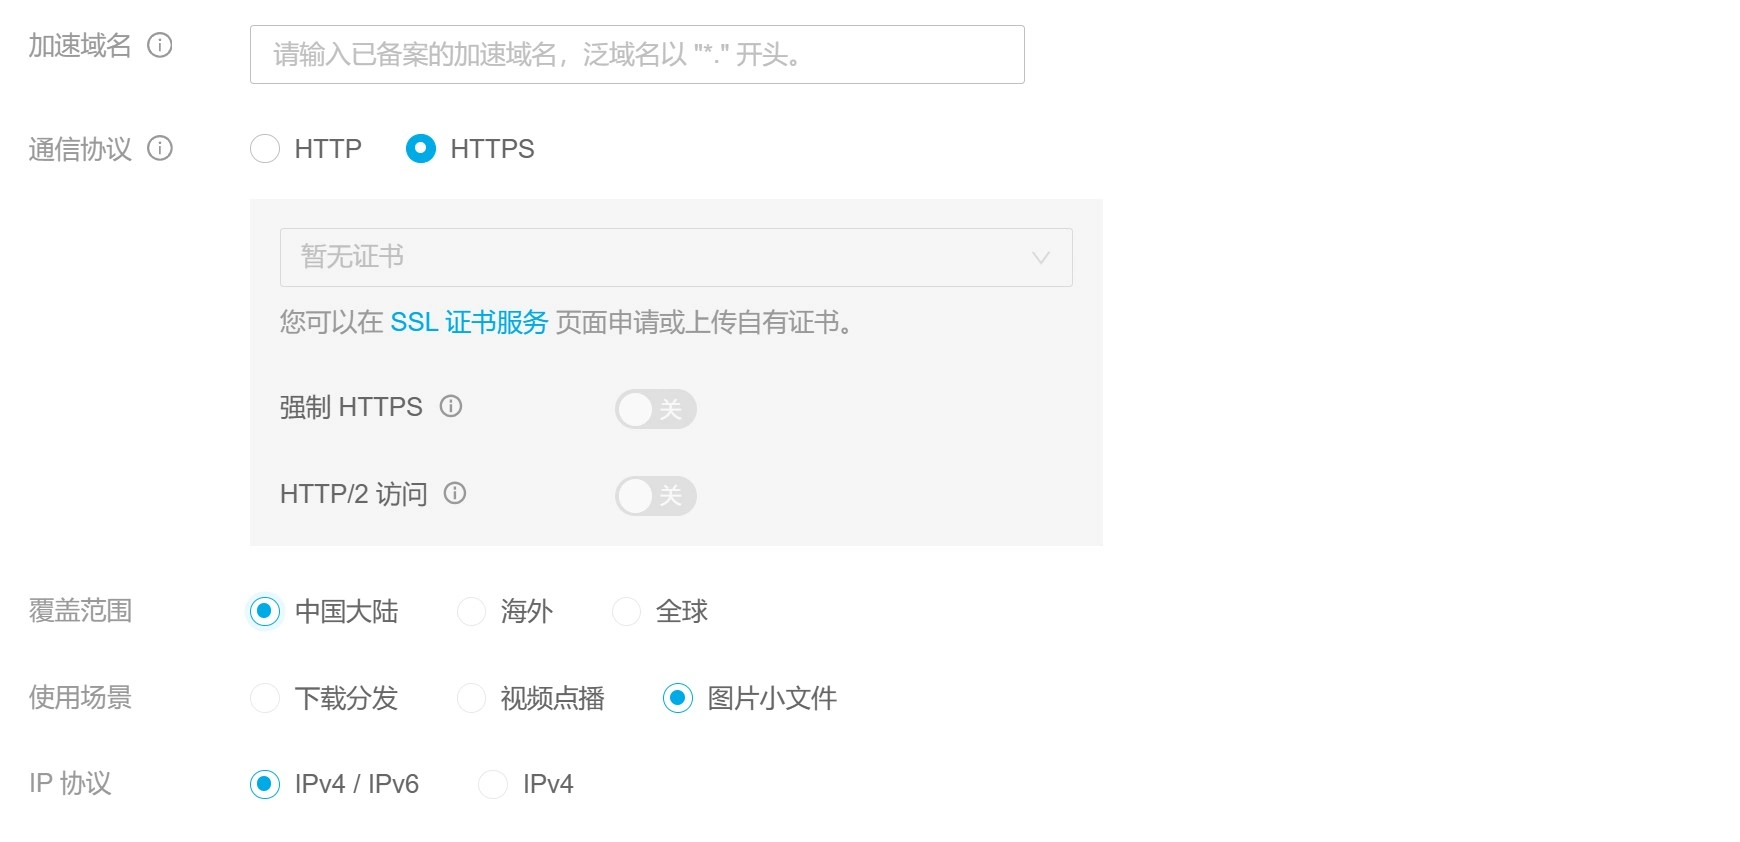 加速域名
请输入已备案的加速域名，泛域名以 "*." 开头。
通信协议
HTTP HTTPS
暂无证书
您可以在 SSL 证书服务 页面申请或上传自有证书。
强制 HTTPS 关
HTTP/2 访问 关
覆盖范围 中国大陆 海外 全球
使用场景 下载分发 视频点播 图片小文件
IP 协议 IPv4 / IPv6 IPv4